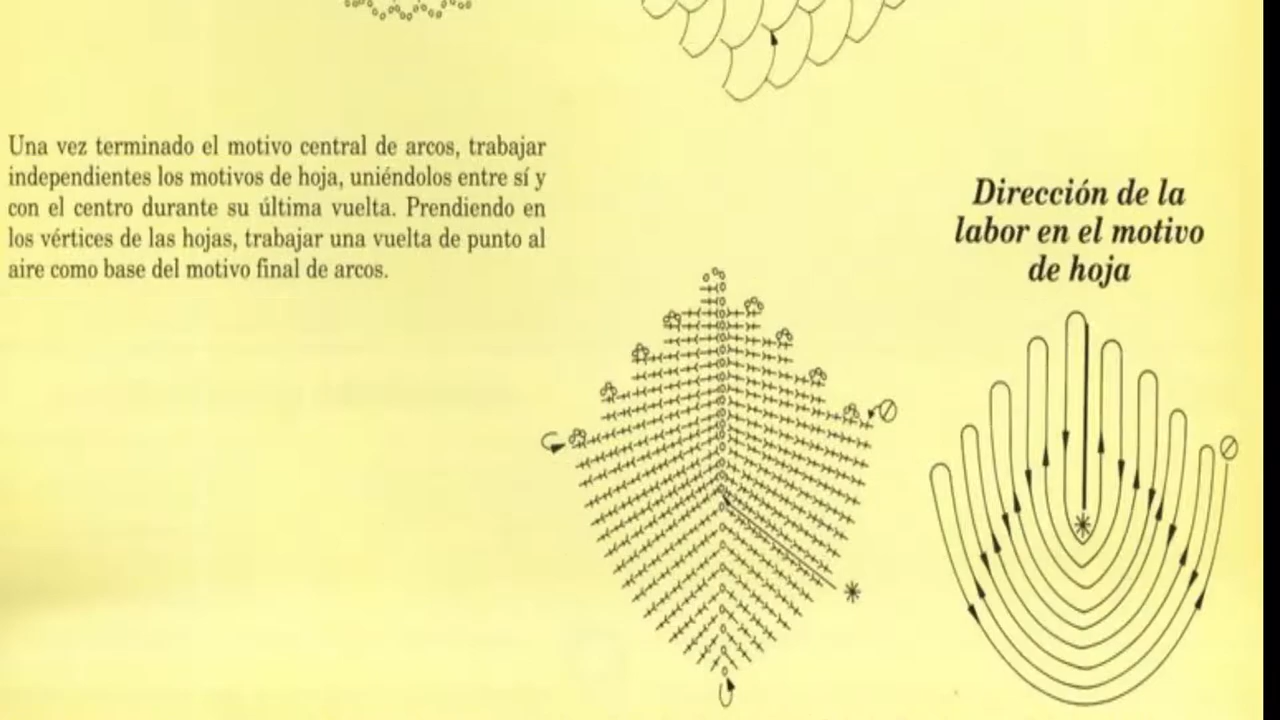 Una vez terminado el motivo central de arcos, trabajar
independientes los motivos de hoja, uniéndolos entre sí y
con el centro durante su última vuelta. Prendiendo en
los vértices de las hojas, trabajar una vuelta de punto al
aire como base del motivo final de arcos.
Dirección de la
labor en el motivo
de hoja